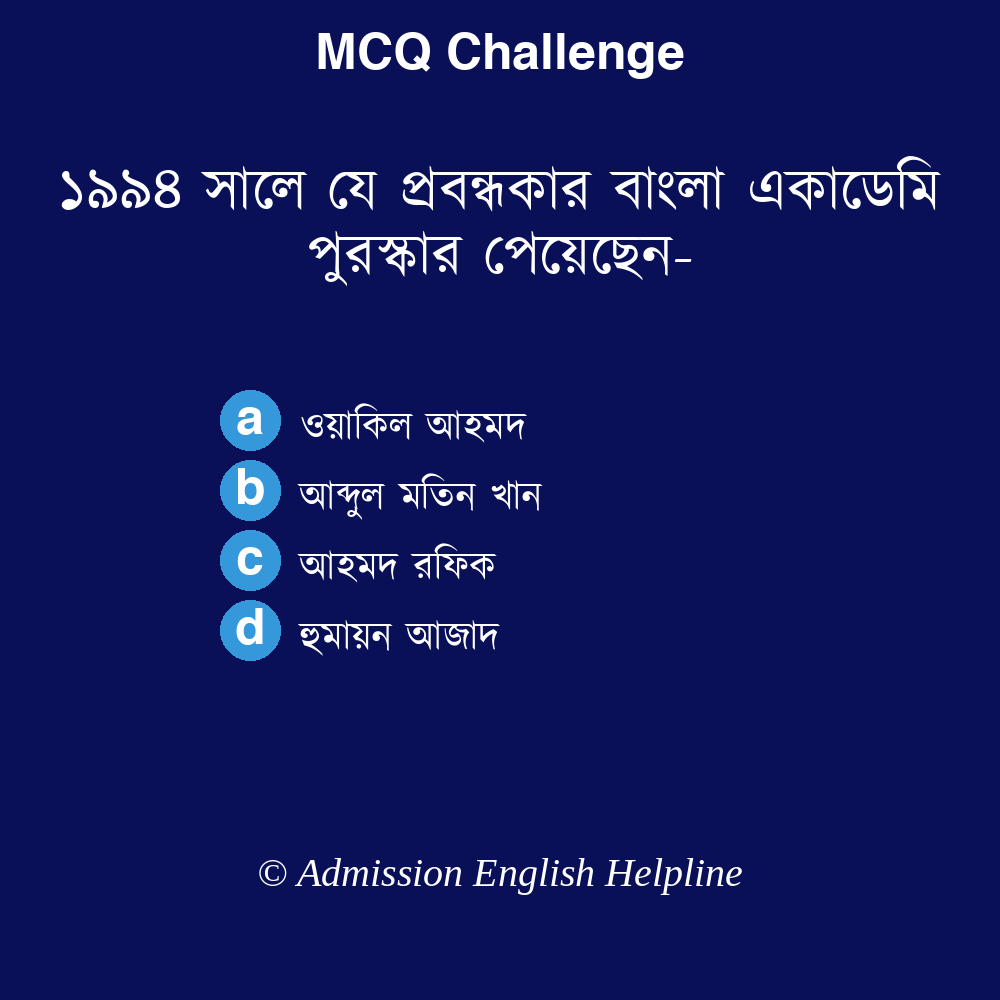 MCQ Challenge
১৯৯৪ সালে যে প্রবন্ধকার বাংলা একাডেমি
পুরস্কার পেয়েছেন-
a ওয়াকিল আহমদ
b আব্দুল মতিন খান
c আহমদ রফিক
d হুমায়ন আজাদ
© Admission English Helpline